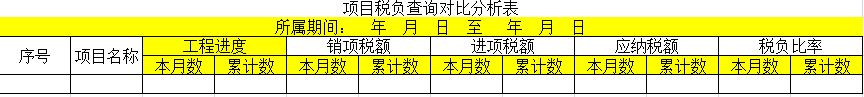 项目税负查询对比分析表
所属期间： 年 月 日 至 年 月 日
序号 项目名称 工程进度 销项税额 进项税额 应纳税额 税负比率
本月数 累计数 本月数 累计数 本月数 累计数 本月数 累计数 本月数 累计数